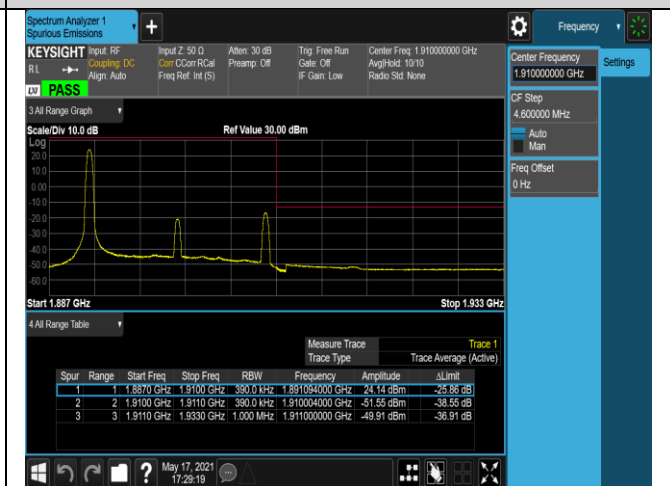 Spectrum Analyzer 1
Spurious Emissions
+
Frequency
KEYSIGHT Input: RF Input Z: 50 Ω Atten: 30 dB Trig: Free Run Center Freq: 1.910000000 GHz
RL Coupling: DC Corr CCorr RCal Preamp: Off Gate: Off Avg|Hold: 10/10
Align: Auto Freq Ref: Int (S) IF Gain: Low Radio Std: None
LXI PASS
Center Frequency
1.910000000 GHz
Settings
CF Step
4.600000 MHz
Auto
Man
Freq Offset
0 Hz
3 All Range Graph
Scale/Div 10.0 dB Ref Value 30.00 dBm
Log
20.0
10.0
0.00
-10.0
-20.0
-30.0
-40.0
-50.0
-60.0
Start 1.887 GHz Stop 1.933 GHz
4 All Range Table
Measure Trace Trace 1
Trace Type Trace Average (Active)
Spur Range Start Freq Stop Freq RBW Frequency Amplitude ΔLimit
1 1 1.8870 GHz 1.9100 GHz 390.0 kHz 1.891094000 GHz 24.14 dBm -25.86 dB
2 2 1.9100 GHz 1.9110 GHz 390.0 kHz 1.910004000 GHz -51.55 dBm -38.55 dB
3 3 1.9110 GHz 1.9330 GHz 1.000 MHz 1.911000000 GHz -49.91 dBm -36.91 dB
? May 17, 2021
17:29:19